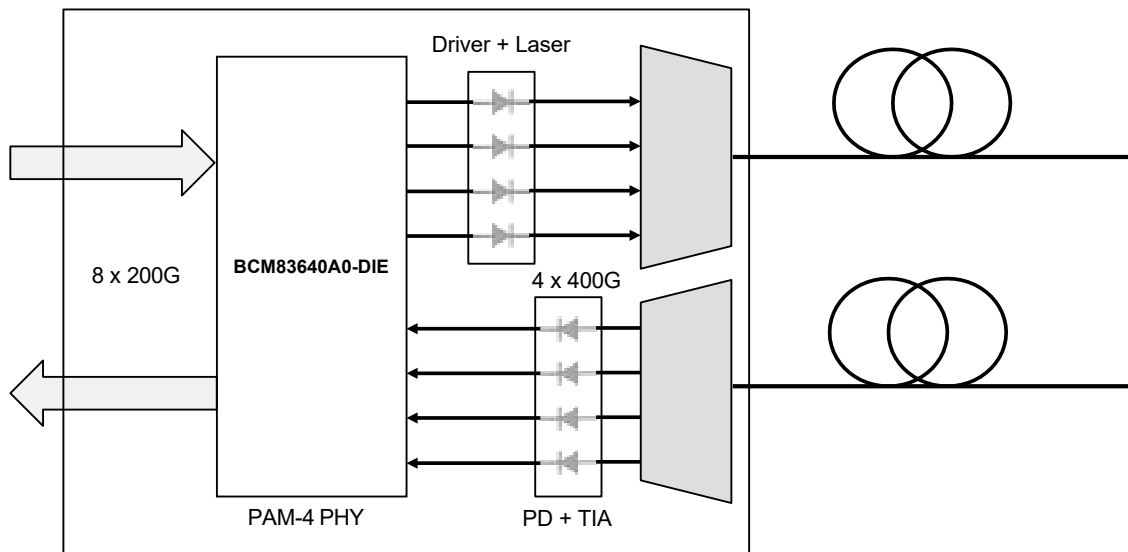 Driver + Laser
8 x 200G
BCM83640A0-DIE
4 x 400G
PAM-4 PHY
PD + TIA